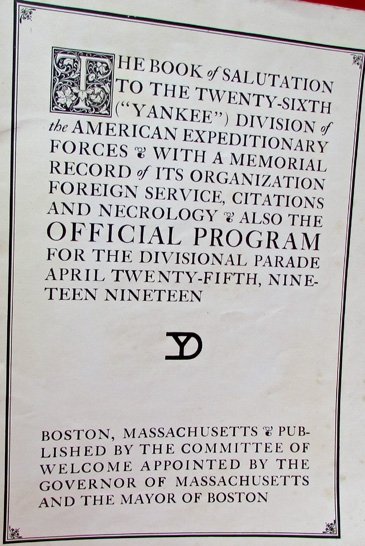 THE BOOK of SALUTATION
TO THE TWENTY-SIXTH
("YANKEE") DIVISION of
the AMERICAN EXPEDITIONARY
FORCES ❦ WITH A MEMORIAL
RECORD of ITS ORGANIZATION
FOREIGN SERVICE, CITATIONS
AND NECROLOGY ❦ ALSO THE
OFFICIAL PROGRAM
FOR THE DIVISIONAL PARADE
APRIL TWENTY-FIFTH, NINE-
TEEN NINETEEN
YD
BOSTON, MASSACHUSETTS ❦ PUB-
LISHED BY THE COMMITTEE OF
WELCOME APPOINTED BY THE
GOVERNOR OF MASSACHUSETTS
AND THE MAYOR OF BOSTON